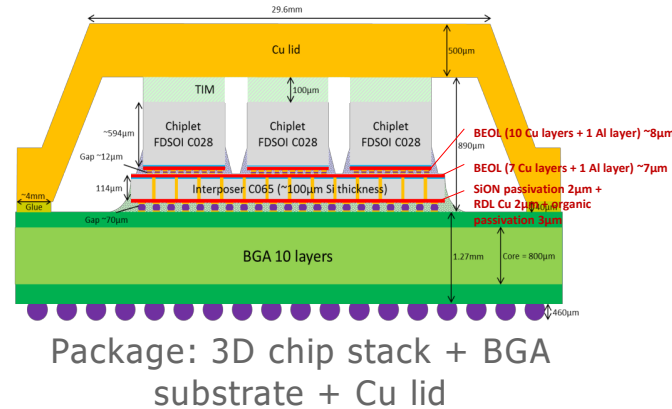 29.6mm
Cu lid
500µm
TIM
100µm
~594µm
Chiplet
FDSOI C028
Chiplet
FDSOI C028
Chiplet
FDSOI C028
890µm
BEOL (10 Cu layers + 1 Al layer) ~8µm
Gap ~12µm
BEOL (7 Cu layers + 1 Al layer) ~7µm
114µm
Interposer C065 (~100µm Si thickness)
SiON passivation 2µm +
RDL Cu 2µm + organic
passivation 3µm
~4mm
Glue
Gap ~70µm
BGA 10 layers
1.27mm
Core = 800µm
460µm
Package: 3D chip stack + BGA
substrate + Cu lid